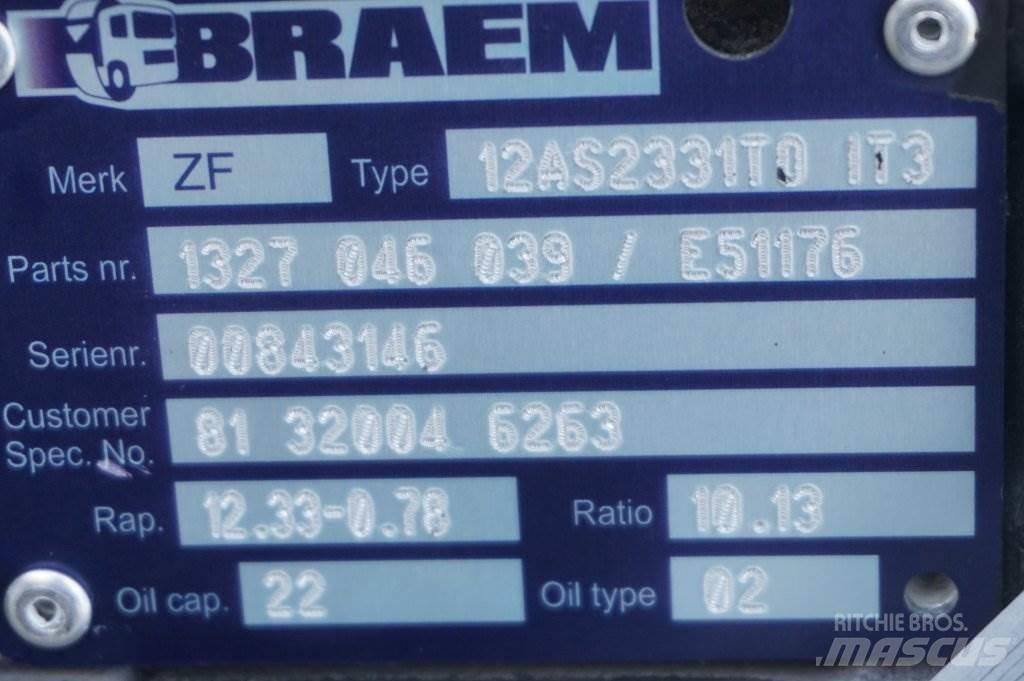 BRAEM
Merk ZF Type 12AS2331TO IT3
Parts nr. 1327 046 039 / E51176
Serienr. 00843146
Customer Spec. No. 81 32004 6263
Rap. 12.33-0.78 Ratio 10.13
Oil cap. 22 Oil type 02
RITCHIE BROS.
MASCUS